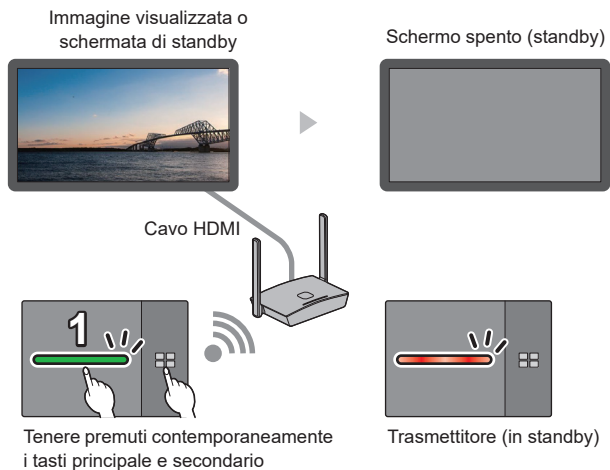 Immagine visualizzata o
schermata di standby
Schermo spento (standby)
Cavo HDMI
1
Tenere premuti contemporaneamente
i tasti principale e secondario
Trasmettitore (in standby)